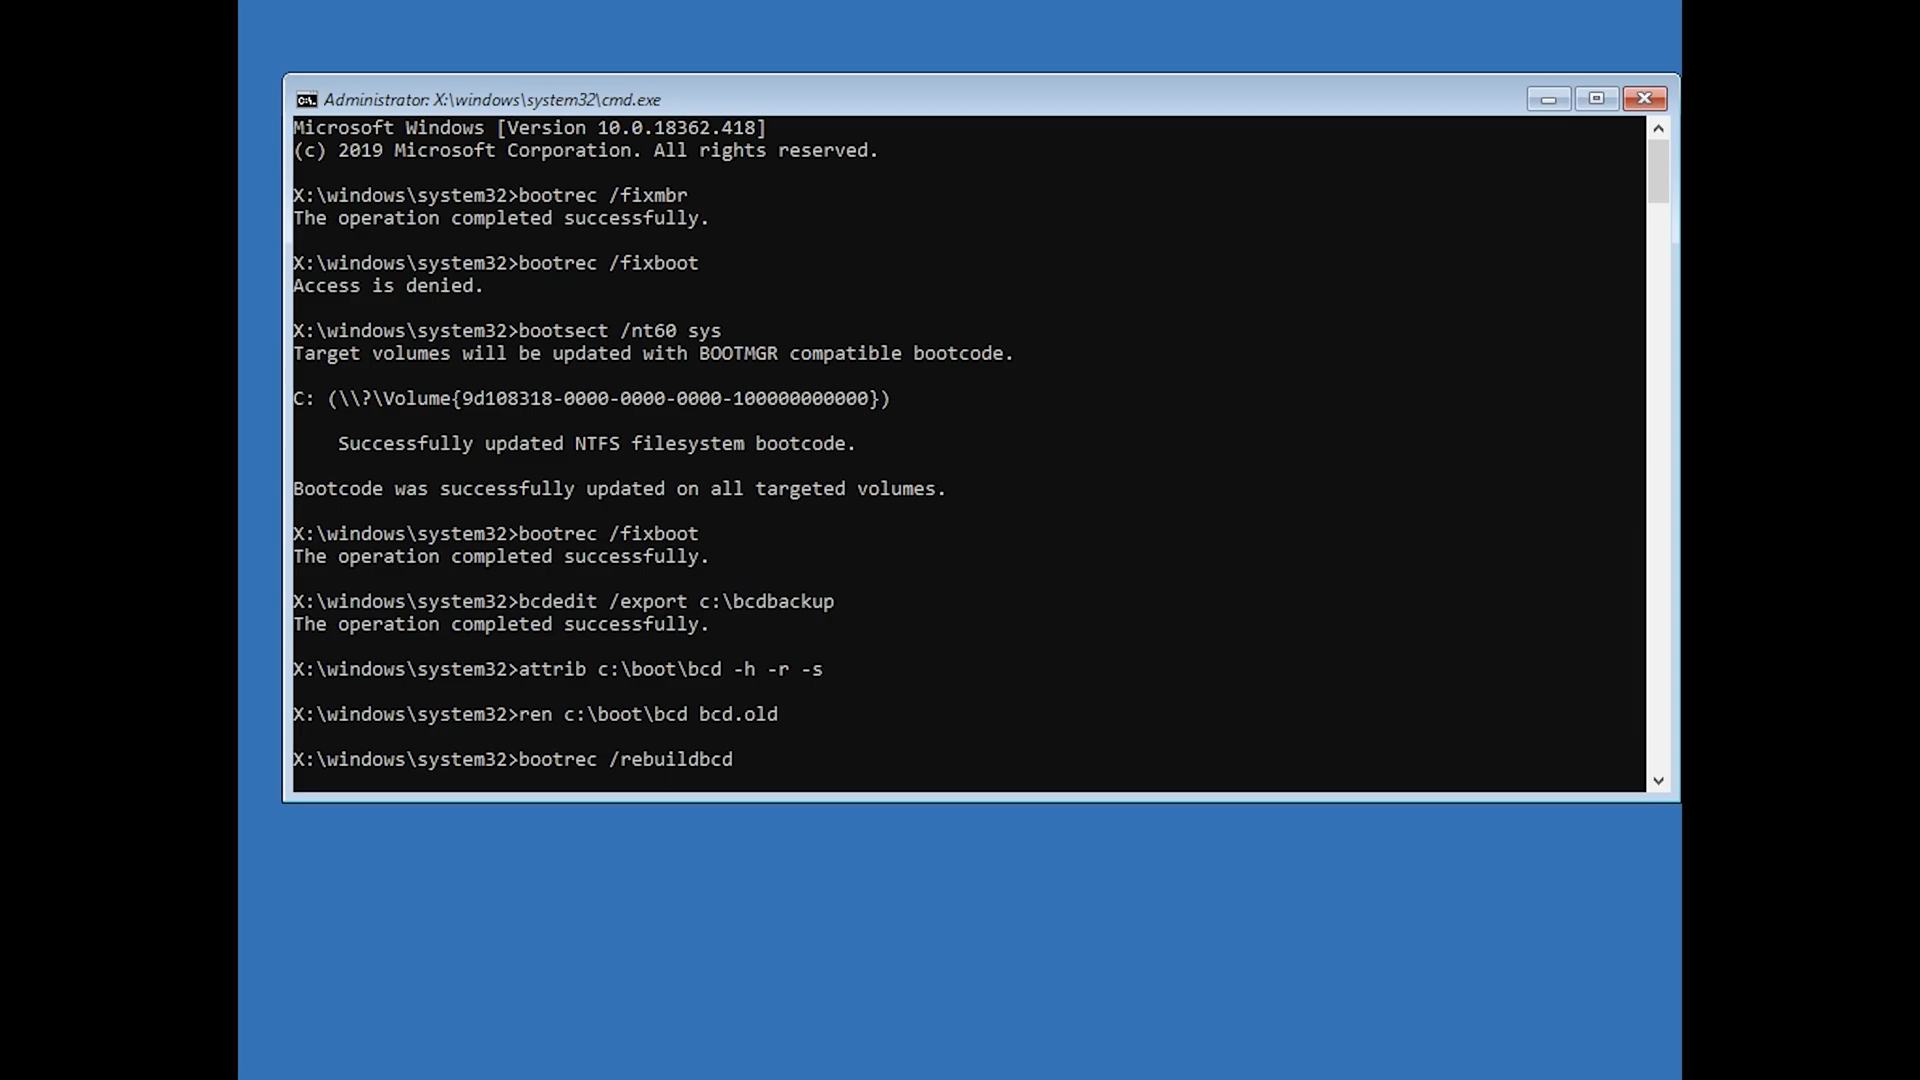 Administrator: X:\windows\system32\cmd.exe
Microsoft Windows [Version 10.0.18362.418]
(c) 2019 Microsoft Corporation. All rights reserved.
X:\windows\system32>bootrec /fixmbr
The operation completed successfully.
X:\windows\system32>bootrec /fixboot
Access is denied.
X:\windows\system32>bootsect /nt60 sys
Target volumes will be updated with BOOTMGR compatible bootcode.
C: (\\?\Volume{9d108318-0000-0000-0000-100000000000})
Successfully updated NTFS filesystem bootcode.
Bootcode was successfully updated on all targeted volumes.
X:\windows\system32>bootrec /fixboot
The operation completed successfully.
X:\windows\system32>bcdedit /export c:\bcdbackup
The operation completed successfully.
X:\windows\system32>attrib c:\boot\bcd -h -r -s
X:\windows\system32>ren c:\boot\bcd bcd.old
X:\windows\system32>bootrec /rebuildbcd